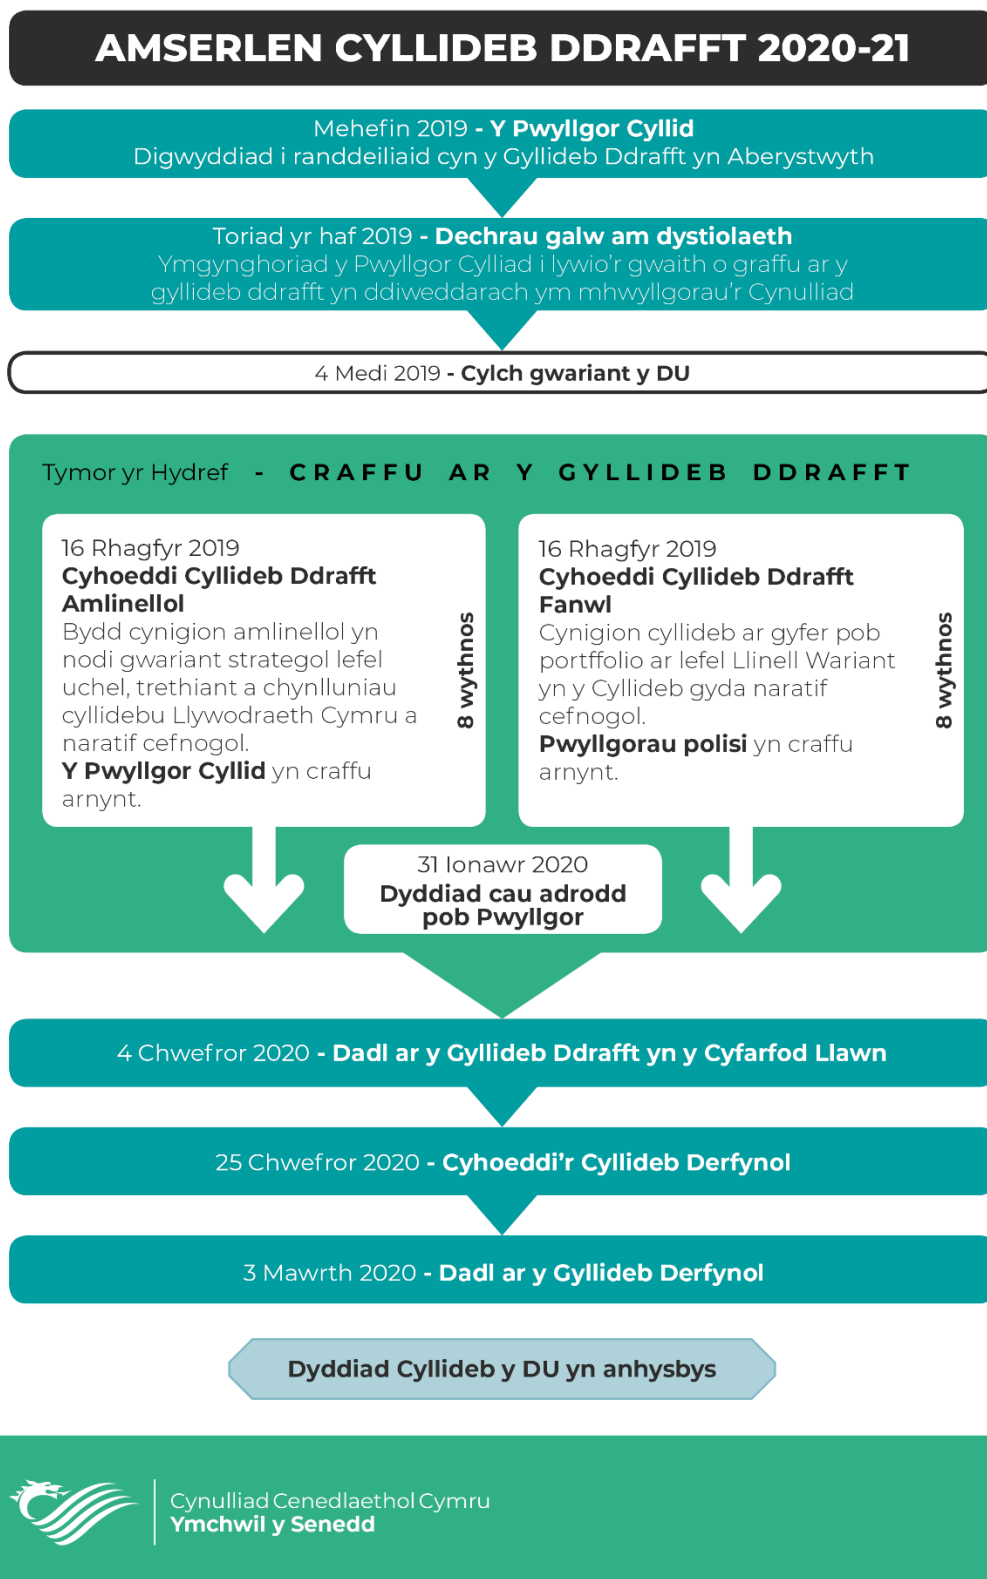 AMSERLEN CYLLIDEB DDRAFFT 2020-21
Mehefin 2019 - Y Pwyllgor Cyllid
Digwyddiad i randdeiliaid cyn y Gyllideb Ddrafft yn Aberystwyth
Toriad yr haf 2019 - Dechrau galw am dystiolaeth
Ymgynghoriad y Pwyllgor Cylliad i lywio'r gwaith o graffu ar y
gyllideb ddrafft yn ddiweddarach ym mhwyllgorau'r Cynulliad
4 Medi 2019 - Cylch gwariant y DU
Tymor yr Hydref - CRAFFU AR Y GYLLIDEB DDRAFFT
16 Rhagfyr 2019
Cyhoeddi Cyllideb Ddrafft
Amlinellol
Bydd cynigion amlinellol yn
nodi gwariant strategol lefel
uchel, trethiant a chynlluniau
cyllidebu Llywodraeth Cymru a
naratif cefnogol.
Y Pwyllgor Cyllid yn craffu
arnynt.
8 wythnos
16 Rhagfyr 2019
Cyhoeddi Cyllideb Ddrafft
Fanwl
Cynigion cyllideb ar gyfer pob
portffolio ar lefel Llinell Wariant
yn y Cyllideb gyda naratif
cefnogol.
Pwyllgorau polisi yn craffu
arnynt.
8 wythnos
31 Ionawr 2020
Dyddiad cau adrodd
pob Pwyllgor
4 Chwefror 2020 - Dadl ar y Gyllideb Ddrafft yn y Cyfarfod Llawn
25 Chwefror 2020 - Cyhoeddi'r Cyllideb Derfynol
3 Mawrth 2020 - Dadl ar y Gyllideb Derfynol
Dyddiad Cyllideb y DU yn anhysbys
Cynulliad Cenedlaethol Cymru
Ymchwil y Senedd